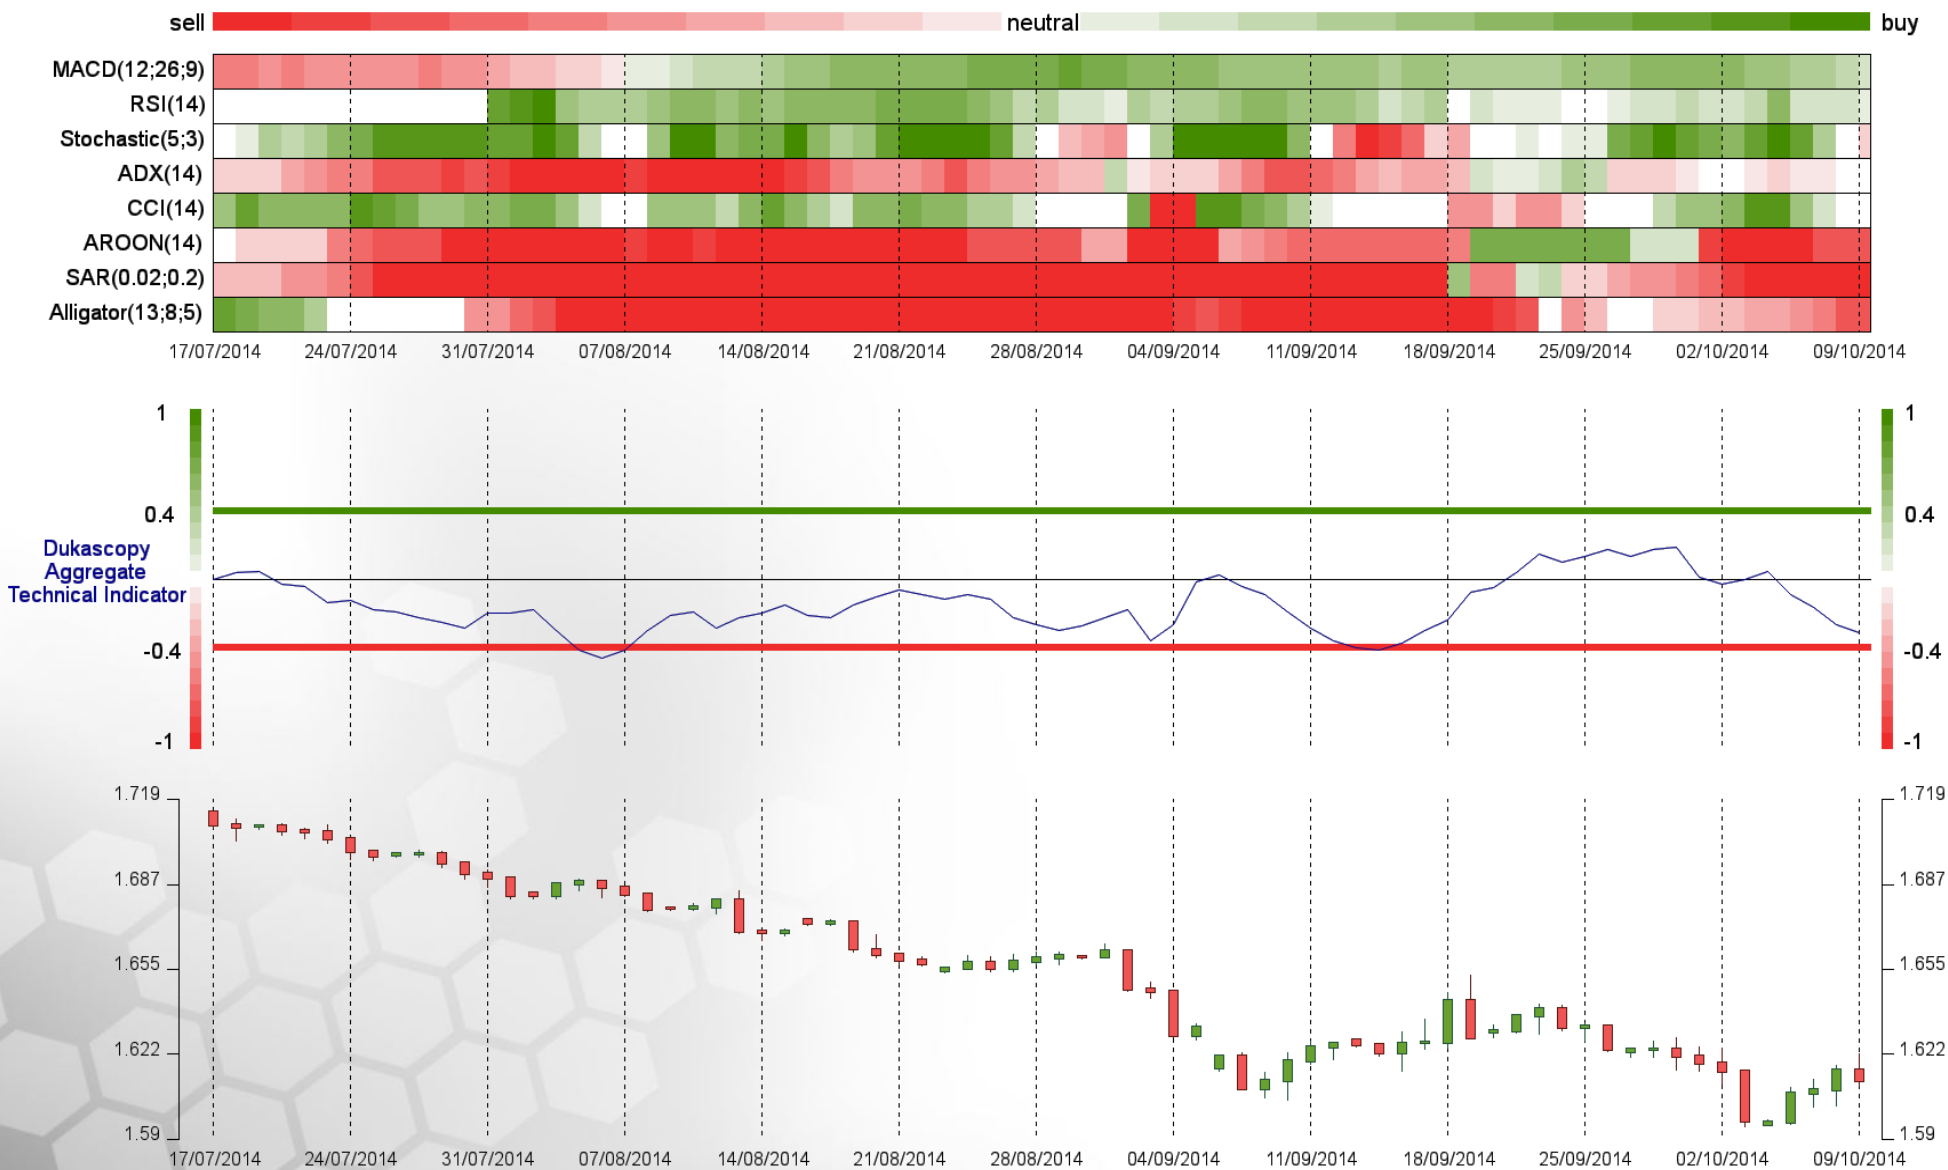 sell neutral buy
MACD(12;26;9)
RSI(14)
Stochastic(5;3)
ADX(14)
CCI(14)
AROON(14)
SAR(0.02;0.2)
Alligator(13;8;5)
17/07/2014 24/07/2014 31/07/2014 07/08/2014 14/08/2014 21/08/2014 28/08/2014 04/09/2014 11/09/2014 18/09/2014 25/09/2014 02/10/2014 09/10/2014
1 1
0.4 0.4
Dukascopy
Aggregate
Technical Indicator
-0.4 -0.4
-1 -1
1.719 1.719
1.687 1.687
1.655 1.655
1.622 1.622
1.59 1.59
17/07/2014 24/07/2014 31/07/2014 07/08/2014 14/08/2014 21/08/2014 28/08/2014 04/09/2014 11/09/2014 18/09/2014 25/09/2014 02/10/2014 09/10/2014